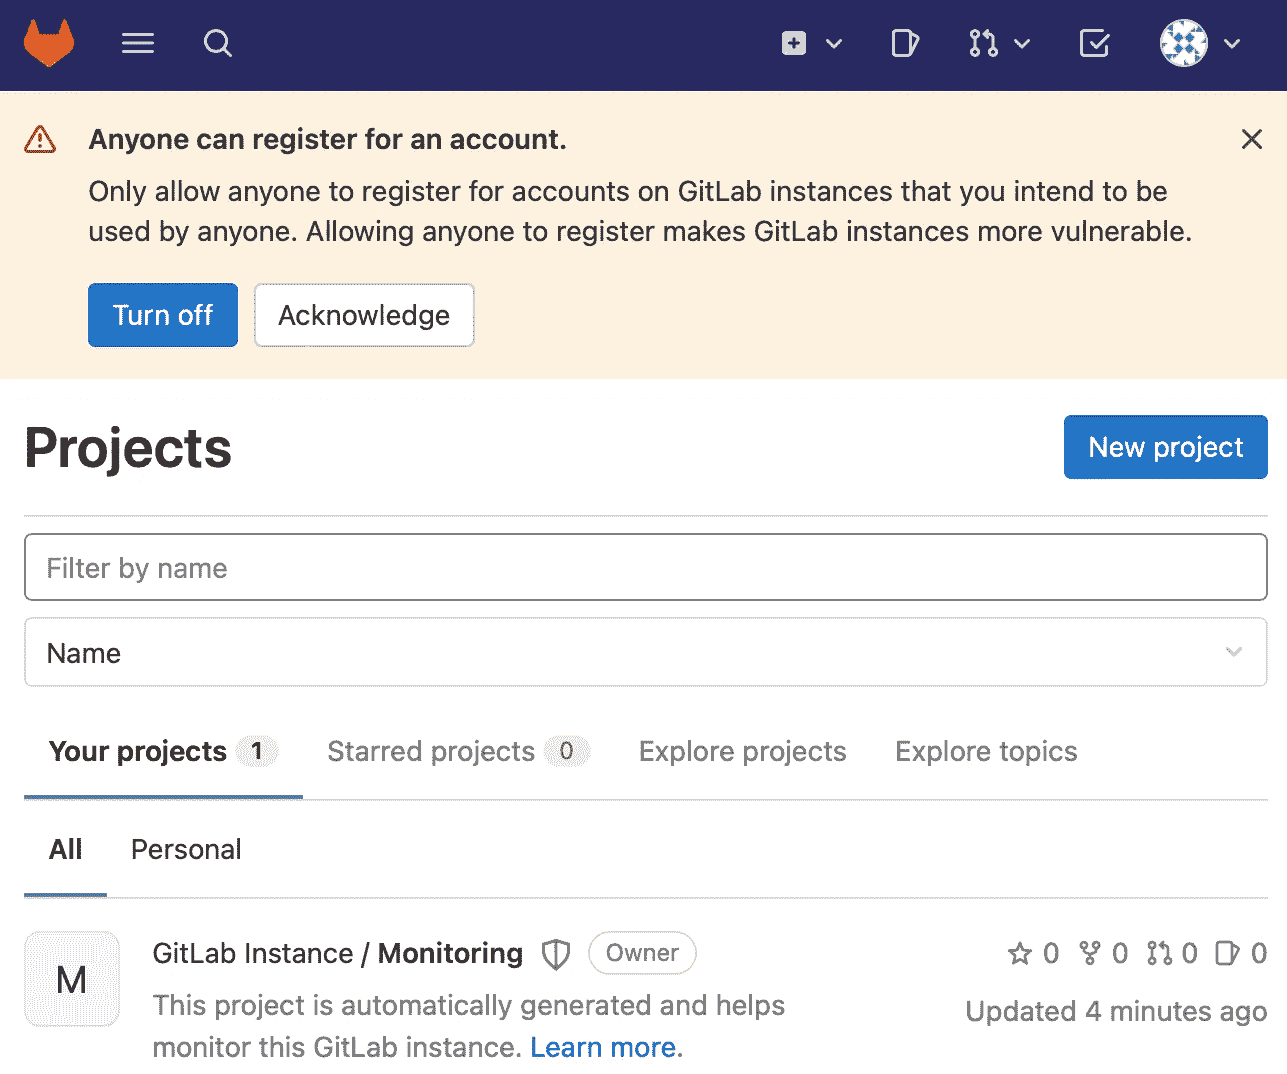 Anyone can register for an account.
Only allow anyone to register for accounts on GitLab instances that you intend to be
used by anyone. Allowing anyone to register makes GitLab instances more vulnerable.
Turn off Acknowledge
Projects New project
Filter by name
Name
Your projects 1 Starred projects 0 Explore projects Explore topics
All Personal
M GitLab Instance / Monitoring Owner 0 0 0 0
This project is automatically generated and helps
monitor this GitLab instance. Learn more.
Updated 4 minutes ago